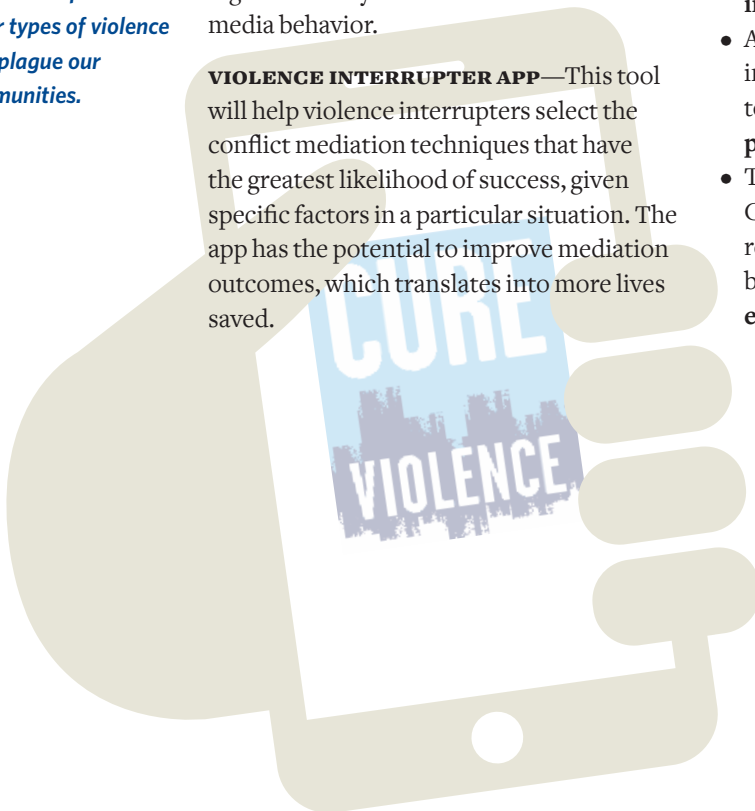 types of violence
plague our
media behavior.
VIOLENCE INTERRUPTER APP—This tool
will help violence interrupters select the
conflict mediation techniques that have
the greatest likelihood of success, given
specific factors in a particular situation. The
app has the potential to improve mediation
outcomes, which translates into more lives
saved.
CURE
VIOLENCE
• A
• T